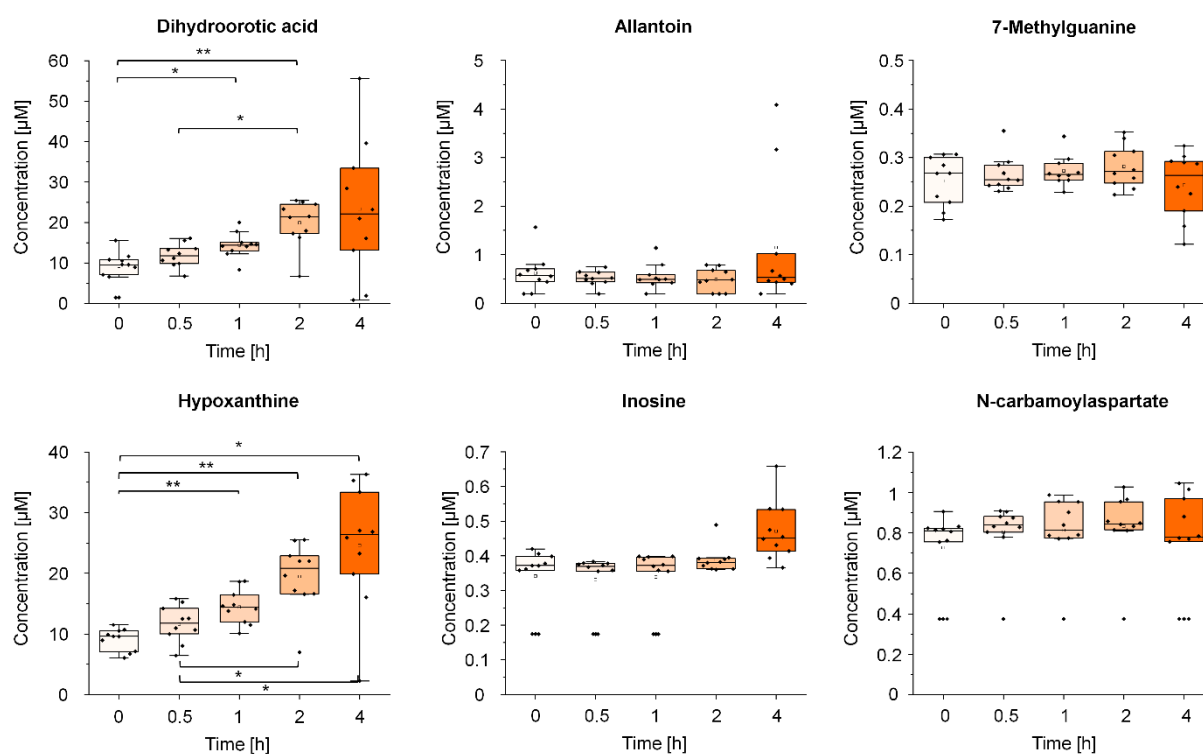 Dihydroorotic acid
Allantoin
7-Methylguanine
Concentration [µM]
60
50
40
30
20
10
0
**
*
*
0 0.5 1 2 4
Time [h]
Concentration [µM]
5
4
3
2
1
0
0 0.5 1 2 4
Time [h]
Concentration [µM]
0.5
0.4
0.3
0.2
0.1
0
0 0.5 1 2 4
Time [h]
Hypoxanthine
Inosine
N-carbamoylaspartate
Concentration [µM]
40
30
20
10
0
*
**
**
*
*
0 0.5 1 2 4
Time [h]
Concentration [µM]
0.7
0.6
0.5
0.4
0.3
0.2
0.1
0
0 0.5 1 2 4
Time [h]
Concentration [µM]
1.2
1
0.8
0.6
0.4
0.2
0
0 0.5 1 2 4
Time [h]